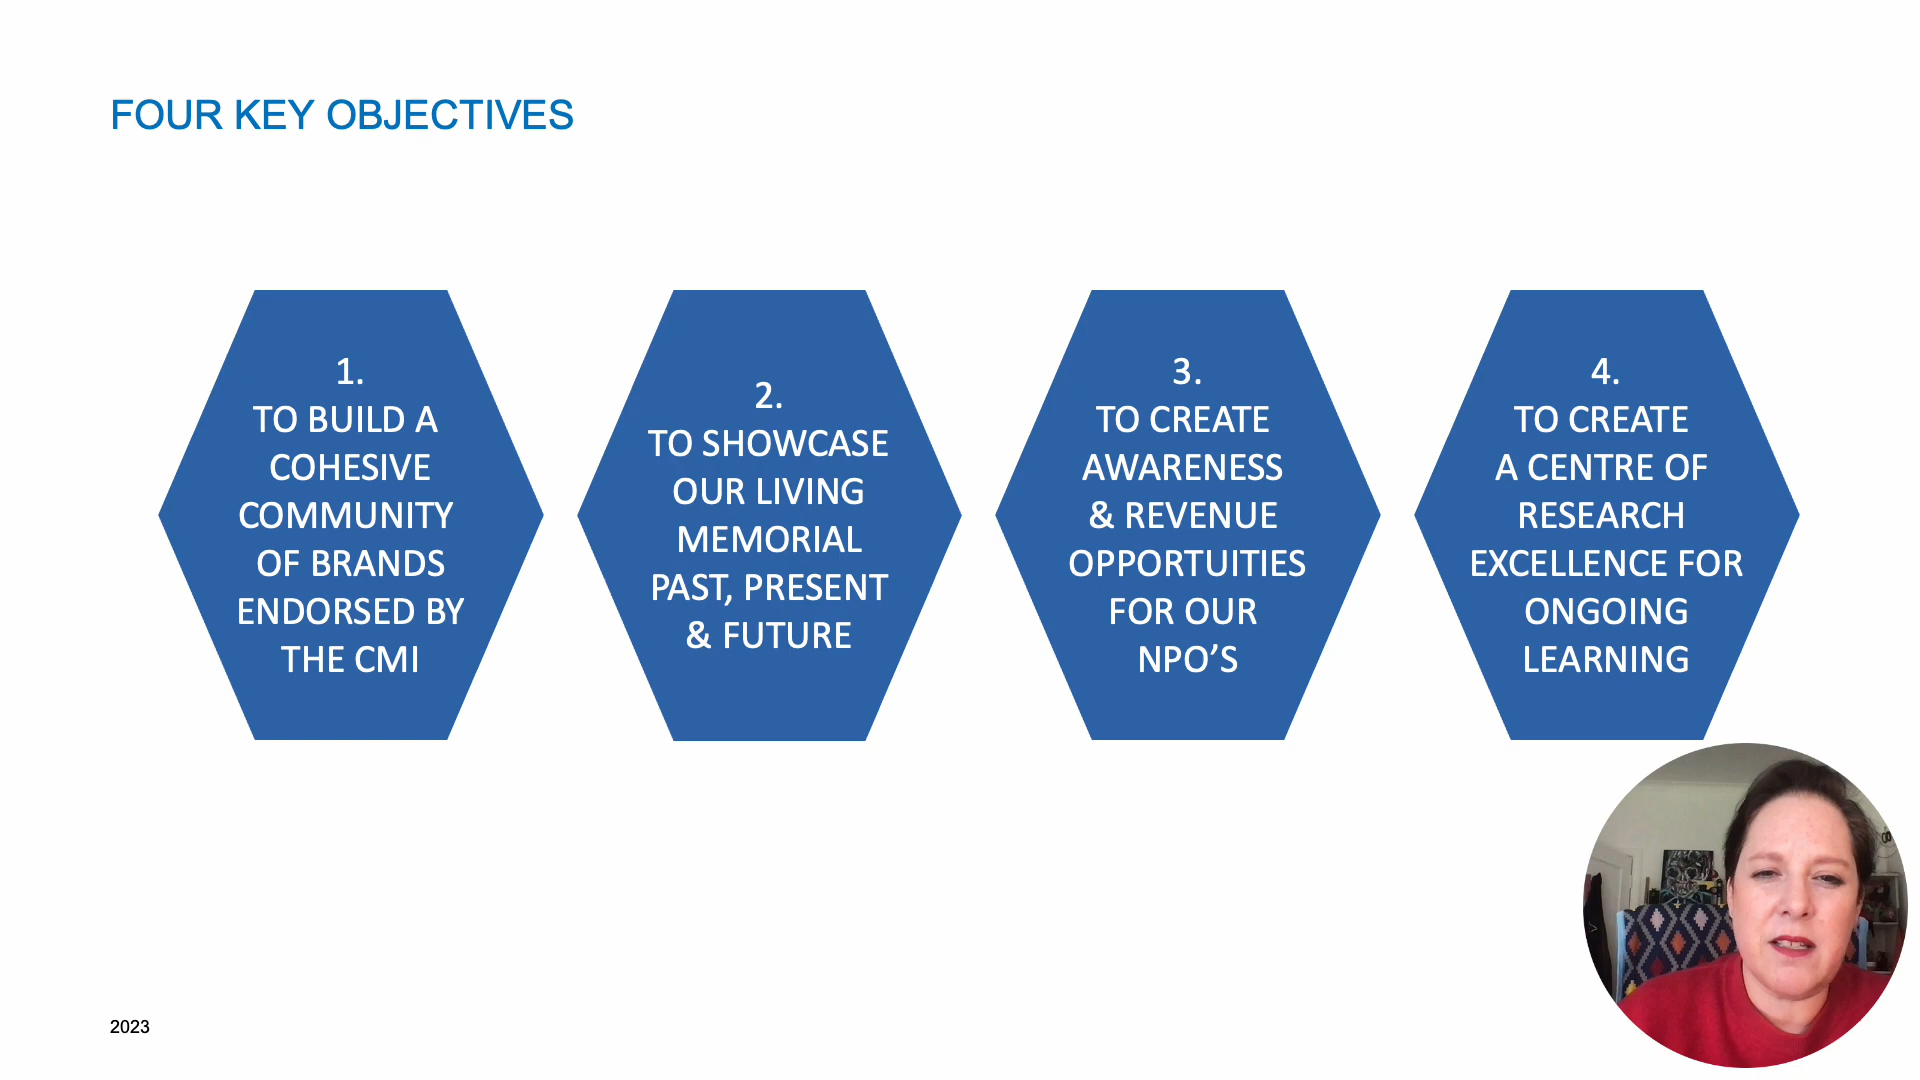 FOUR KEY OBJECTIVES
1.
TO BUILD A
COHESIVE
COMMUNITY
OF BRANDS
ENDORSED BY
THE CMI
2.
TO SHOWCASE
OUR LIVING
MEMORIAL
PAST, PRESENT
& FUTURE
3.
TO CREATE
AWARENESS
& REVENUE
OPPORTUITIES
FOR OUR
NPO’S
4.
TO CREATE
A CENTRE OF
RESEARCH
EXCELLENCE FOR
ONGOING
LEARNING
2023